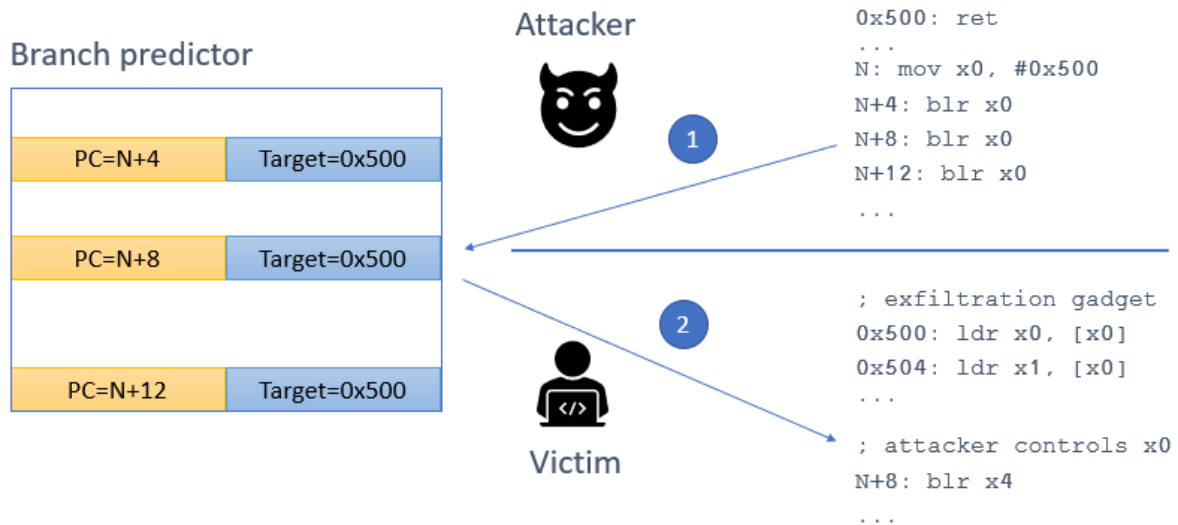 Branch predictor
PC=N+4 Target=0x500
PC=N+8 Target=0x500
PC=N+12 Target=0x500
Attacker
1
0x500: ret
...
N: mov x0, #0x500
N+4: blr x0
N+8: blr x0
N+12: blr x0
...
2
</>
Victim
; exfiltration gadget
0x500: ldr x0, [x0]
0x504: ldr x1, [x0]
...
; attacker controls x0
N+8: blr x4
...